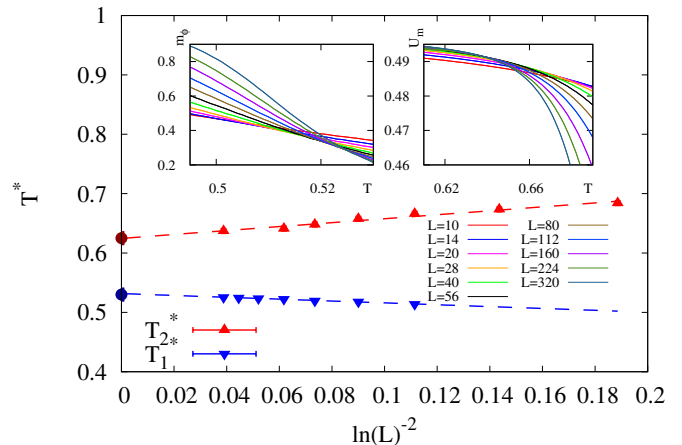 1
0.9
0.8
0.7
0.6
0.5
0.4
T*
0 0.02 0.04 0.06 0.08 0.1 0.12 0.14 0.16 0.18 0.2
ln(L)^-2
m_ϕ
0.8
0.6
0.4
0.2
0.5 0.52 T
U_m
0.49
0.48
0.47
0.46
0.62 0.66 T
L=10 L=80
L=14 L=112
L=20 L=160
L=28 L=224
L=40 L=320
L=56
T_2^*
T_1^*